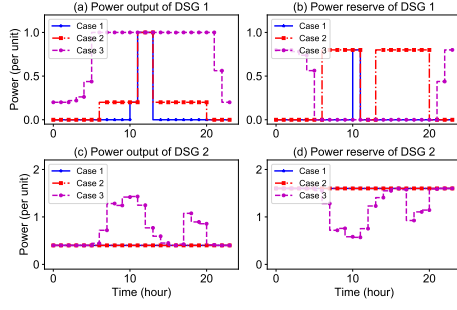 (a) Power output of DSG 1
Power (per unit)
1.0
0.5
0.0
Case 1
Case 2
Case 3
0
10
20
(b) Power reserve of DSG 1
1.0
0.5
0.0
Case 1
Case 2
Case 3
0
10
20
(c) Power output of DSG 2
Power (per unit)
2
1
0
Case 1
Case 2
Case 3
0
10
20
Time (hour)
(d) Power reserve of DSG 2
2
1
0
Case 1
Case 2
Case 3
0
10
20
Time (hour)